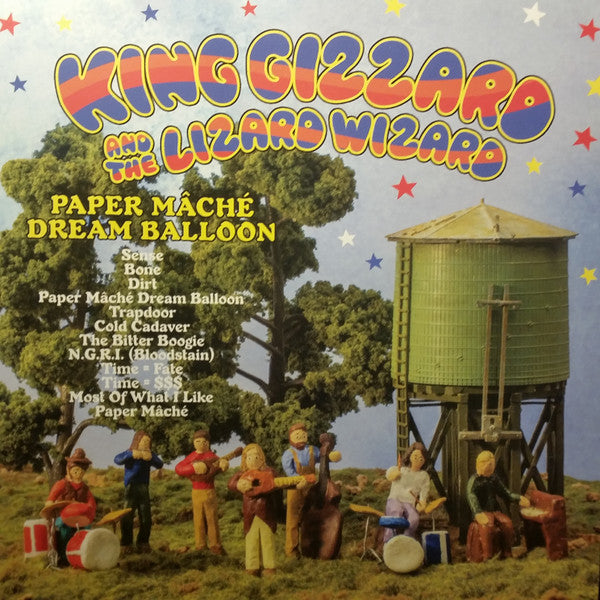 KING GIZZARD
AND THE LIZARD WIZARD
PAPER MÂCHÉ
DREAM BALLOON
Sense
Bone
Dirt
Paper Mâché Dream Balloon
Trapdoor
Cold Cadaver
The Bitter Boogie
N.G.R.I. (Bloodstain)
Time = Fate
Time = $$$
Most Of What I Like
Paper Mâché